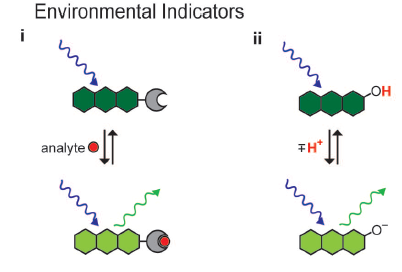 Environmental Indicators
i
ii
OH
analyte
∓H⁺
O⁻